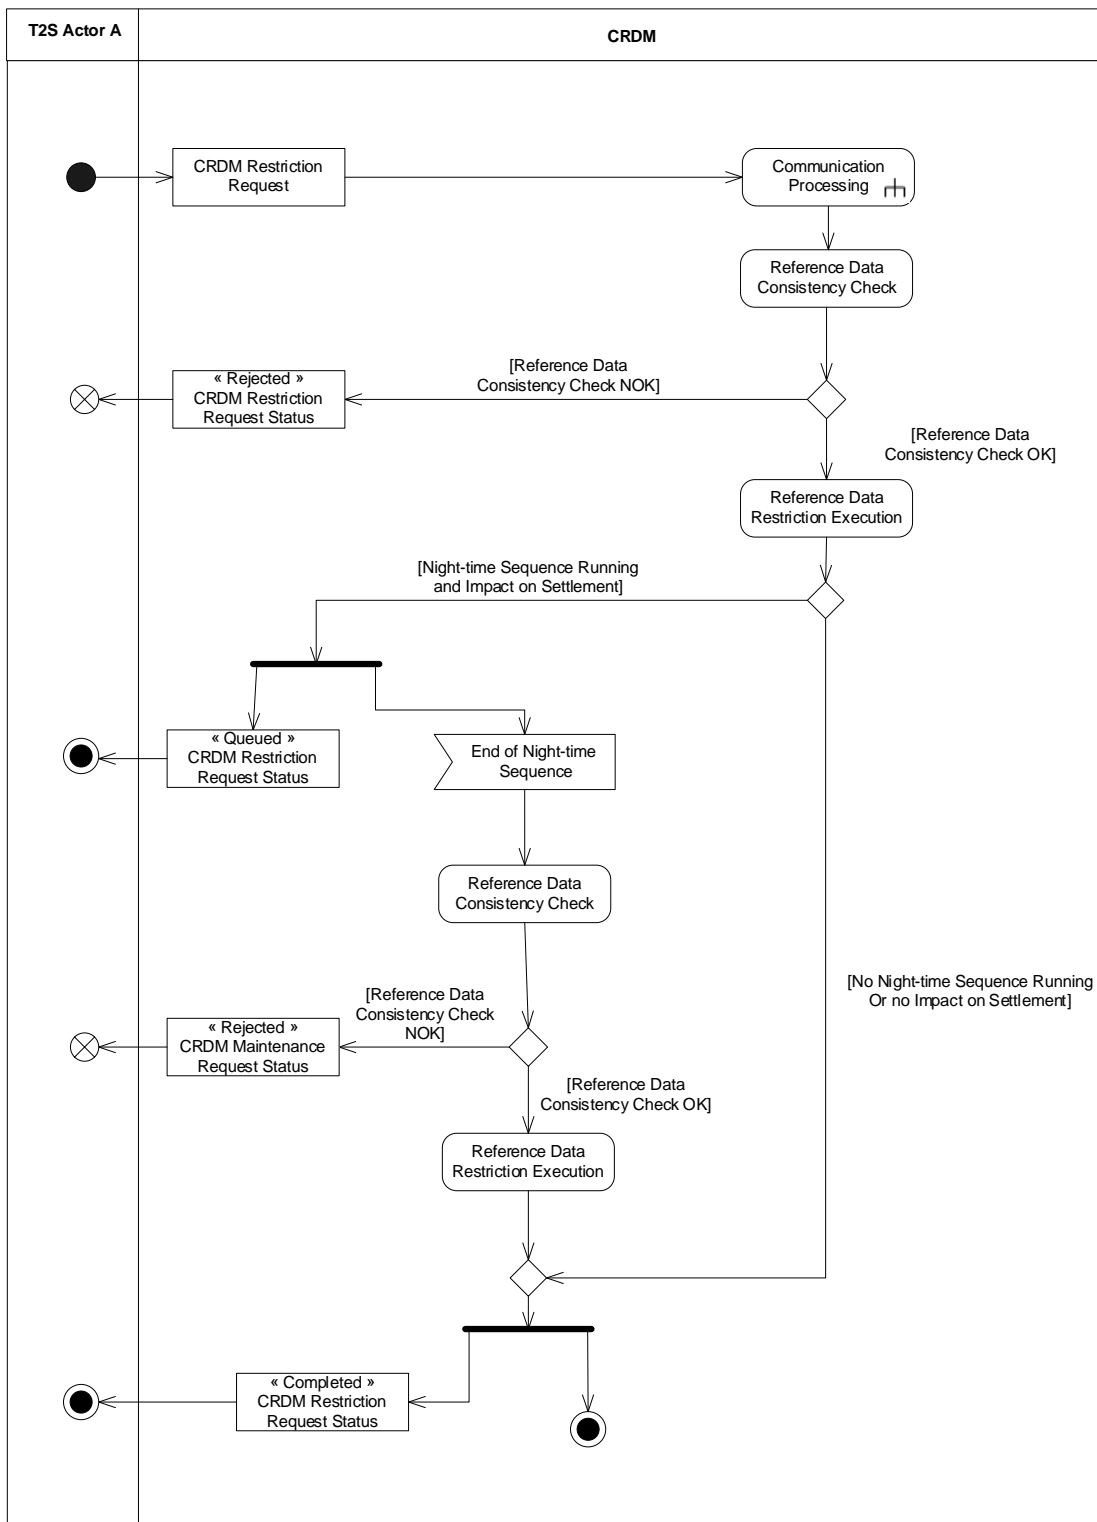 T2S Actor A
CRDM
CRDM Restriction
Request
Communication
Processing
Reference Data
Consistency Check
[Reference Data
Consistency Check NOK]
« Rejected »
CRDM Restriction
Request Status
[Reference Data
Consistency Check OK]
Reference Data
Restriction Execution
[Night-time Sequence Running
and Impact on Settlement]
« Queued »
CRDM Restriction
Request Status
End of Night-time
Sequence
Reference Data
Consistency Check
[No Night-time Sequence Running
Or no Impact on Settlement]
[Reference Data
Consistency Check
NOK]
« Rejected »
CRDM Maintenance
Request Status
[Reference Data
Consistency Check OK]
Reference Data
Restriction Execution
« Completed »
CRDM Restriction
Request Status